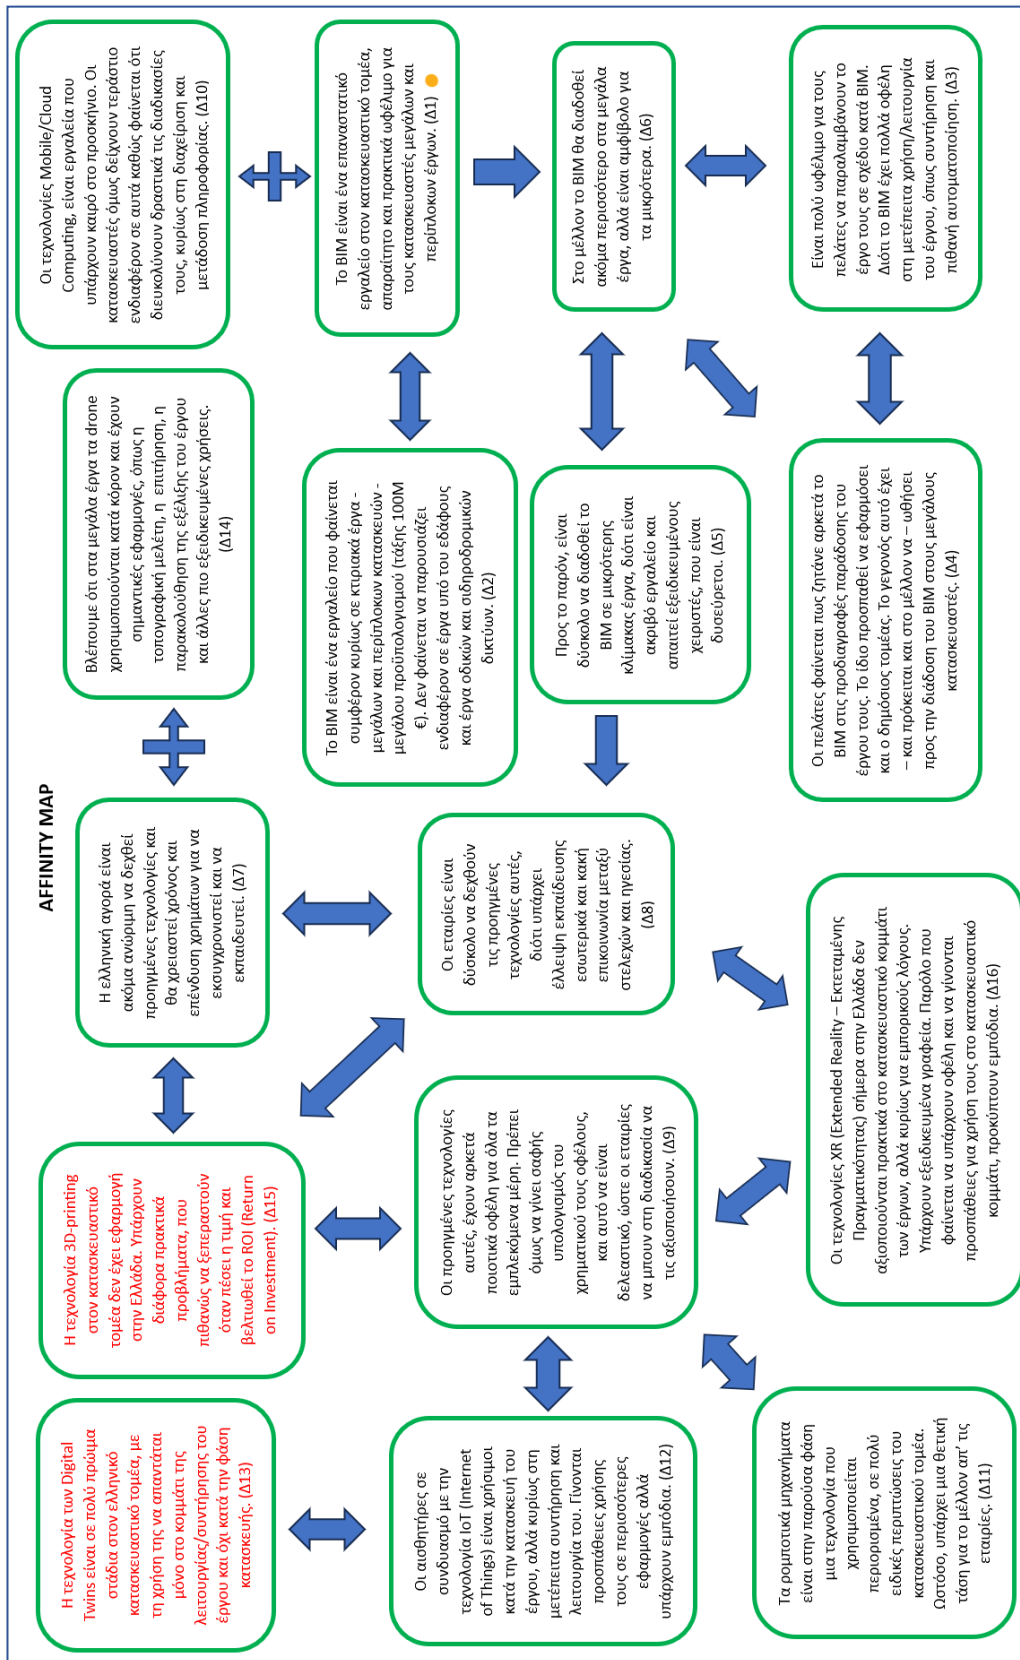 AFFINITY MAP
Η τεχνολογία των Digital
Twins είναι σε πολύ πρώιμα
στάδια στον ελληνικό
κατασκευαστικό τομέα, με
τη χρήση της να απαντάται
μόνο στο κομμάτι της
λειτουργίας/συντήρησης του
έργου και όχι κατά την φάση
κατασκευής. (Δ13)
Η τεχνολογία 3D-printing
στον κατασκευαστικό
τομέα δεν έχει εφαρμογή
στην Ελλάδα. Υπάρχουν
διάφορα πρακτικά
προβλήματα, που
πιθανώς να ξεπεραστούν
όταν πέσει η τιμή και
βελτιωθεί το ROI (Return
on Investment). (Δ15)
Η ελληνική αγορά είναι
ακόμα ανώριμη να δεχθεί
προηγμένες τεχνολογίες και
θα χρειαστεί χρόνος και
επένδυση χρημάτων για να
εκσυγχρονιστεί και να
εκπαιδευτεί. (Δ7)
Βλέπουμε ότι στα μεγάλα έργα τα drone
χρησιμοποιούνται κατά κόρον και έχουν
σημαντικές εφαρμογές, όπως η
τοπογραφική μελέτη, η επιτήρηση, η
παρακολούθηση της εξέλιξης του έργου
και άλλες πιο εξειδικευμένες χρήσεις.
(Δ14)
Οι τεχνολογίες Mobile/Cloud
Computing, είναι εργαλεία που
υπάρχουν καιρό στο προσκήνιο. Οι
κατασκευαστές όμως δείχνουν τεράστιο
ενδιαφέρον σε αυτά καθώς φαίνεται ότι
διευκολύνουν δραστικά τις διαδικασίες
τους, κυρίως στη διαχείριση και
μετάδοση πληροφορίας. (Δ10)
Οι αισθητήρες σε
συνδυασμό με την
τεχνολογία IoT (Internet
of Things) είναι χρήσιμοι
κατά την κατασκευή του
έργου, αλλά κυρίως στη
μετέπειτα συντήρηση και
λειτουργία του. Γίνονται
προσπάθειες χρήσης
τους σε περισσότερες
εφαρμογές αλλά
υπάρχουν εμπόδια. (Δ12)
Οι προηγμένες τεχνολογίες
αυτές, έχουν αρκετά
ποιοτικά οφέλη για όλα τα
εμπλεκόμενα μέρη. Πρέπει
όμως να γίνει σαφής
υπολογισμός του
χρηματικού τους οφέλους,
και αυτό να είναι
δελεαστικό, ώστε οι εταιρίες
να μπουν στη διαδικασία να
τις αξιοποιήσουν. (Δ9)
Οι εταιρίες είναι
δύσκολο να δεχθούν
τις προηγμένες
τεχνολογίες αυτές,
διότι υπάρχει
έλλειψη εκπαίδευσης
εσωτερικά και κακή
επικοινωνία μεταξύ
στελεχών και ηγεσίας.
(Δ8)
Το BIM είναι ένα εργαλείο που φαίνεται
συμφέρον κυρίως σε κτιριακά έργα -
μεγάλων και περίπλοκων κατασκευών -
μεγάλου προϋπολογισμού (τάξης 100Μ
€). Δεν φαίνεται να παρουσιάζει
ενδιαφέρον σε έργα υπό του εδάφους
και έργα οδικών και σιδηροδρομικών
δικτύων. (Δ2)
Το BIM είναι ένα επαναστατικό
εργαλείο στον κατασκευαστικό τομέα,
απαραίτητο και πρακτικά ωφέλιμο για
τους κατασκευαστές μεγάλων και
περίπλοκων έργων. (Δ1)
Προς το παρόν, είναι
δύσκολο να διαδοθεί το
BIM σε μικρότερης
κλίμακας έργα, διότι είναι
ακριβό εργαλείο και
απαιτεί εξειδικευμένους
χειριστές, που είναι
δυσεύρετοι. (Δ5)
Στο μέλλον το BIM θα διαδοθεί
ακόμα περισσότερο στα μεγάλα
έργα, αλλά είναι αμφίβολο για
τα μικρότερα. (Δ6)
Τα ρομποτικά μηχανήματα
είναι στην παρούσα φάση
μια τεχνολογία που
χρησιμοποιείται
περιορισμένα, σε πολύ
ειδικές περιπτώσεις του
κατασκευαστικού τομέα.
Ωστόσο, υπάρχει μια θετική
τάση για το μέλλον απ' τις
εταιρίες. (Δ11)
Οι τεχνολογίες XR (Extended Reality – Εκτεταμένης
Πραγματικότητας) σήμερα στην Ελλάδα δεν
αξιοποιούνται πρακτικά στο κατασκευαστικό κομμάτι
των έργων, αλλά κυρίως για εμπορικούς λόγους.
Υπάρχουν εξειδικευμένα γραφεία. Παρόλο που
φαίνεται να υπάρχουν οφέλη και να γίνονται
προσπάθειες για χρήση τους στο κατασκευαστικό
κομμάτι, προκύπτουν εμπόδια. (Δ16)
Οι πελάτες φαίνεται πως ζητάνε αρκετά το
BIM στις προδιαγραφές παράδοσης του
έργου τους. Το ίδιο προσπαθεί να εφαρμόσει
και ο δημόσιος τομέας. Το γεγονός αυτό έχει
– και πρόκειται και στο μέλλον να – ωθήσει
προς την διάδοση του BIM στους μεγάλους
κατασκευαστές. (Δ4)
Είναι πολύ ωφέλιμο για τους
πελάτες να παραλαμβάνουν το
έργο τους σε σχέδιο κατά BIM.
Διότι το BIM έχει πολλά οφέλη
στη μετέπειτα χρήση/λειτουργία
του έργου, όπως συντήρηση και
πιθανή αυτοματοποίηση. (Δ3)